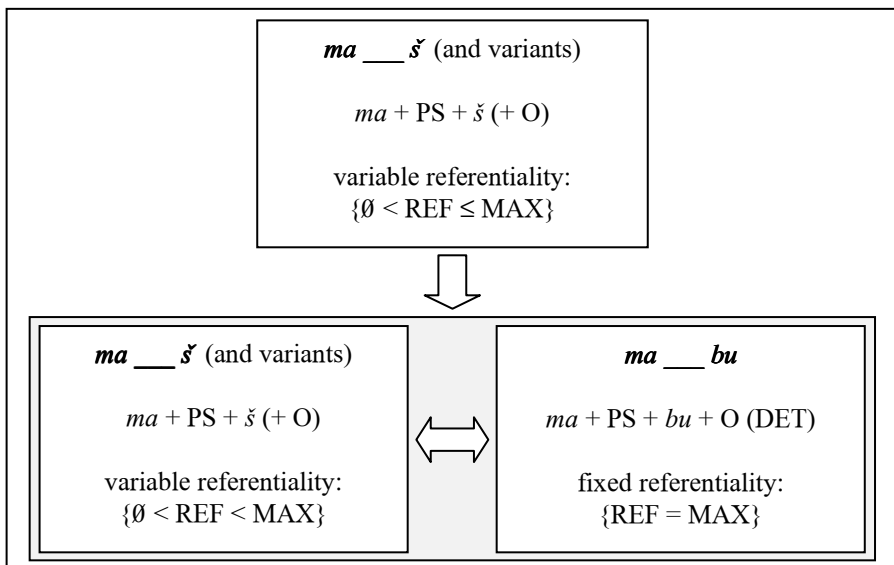 ma ___ š (and variants)
ma + PS + š (+ O)
variable referentiality:
{∅ < REF ≤ MAX}
ma ___ š (and variants)
ma + PS + š (+ O)
variable referentiality:
{∅ < REF < MAX}
ma ___ bu
ma + PS + bu + O (DET)
fixed referentiality:
{REF = MAX}